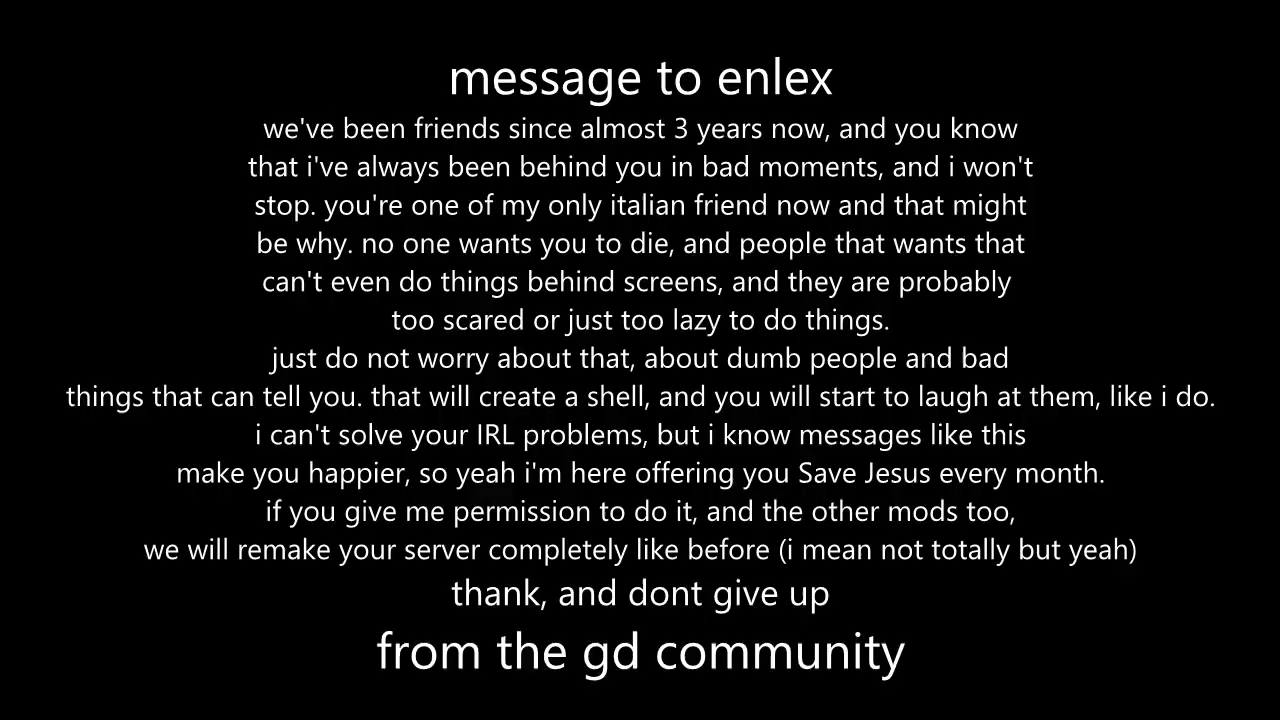 message to enlex
we've been friends since almost 3 years now, and you know
that i've always been behind you in bad moments, and i won't
stop. you're one of my only italian friend now and that might
be why. no one wants you to die, and people that wants that
can't even do things behind screens, and they are probably
too scared or just too lazy to do things.
just do not worry about that, about dumb people and bad
things that can tell you. that will create a shell, and you will start to laugh at them, like i do.
i can't solve your IRL problems, but i know messages like this
make you happier, so yeah i'm here offering you Save Jesus every month.
if you give me permission to do it, and the other mods too,
we will remake your server completely like before (i mean not totally but yeah)
thank, and dont give up
from the gd community